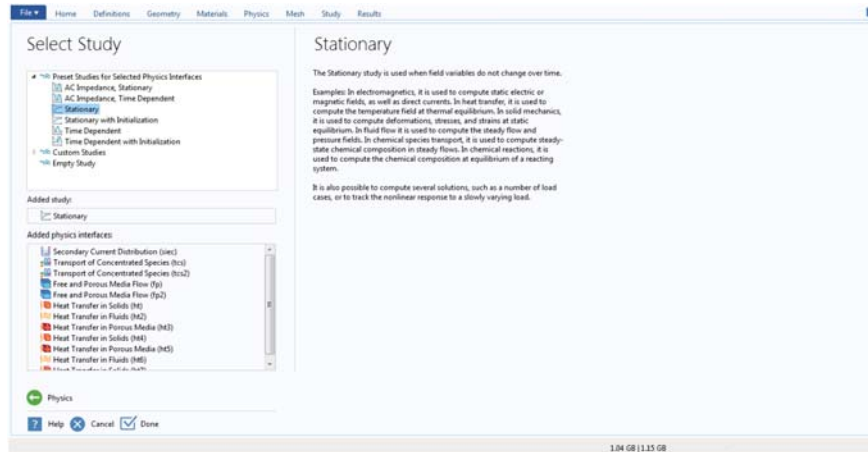 File Home Definitions Geometry Materials Physics Mesh Study Results
Select Study
Preset Studies for Selected Physics Interfaces
AC Impedance, Stationary
AC Impedance, Time Dependent
Stationary
Stationary with Initialization
Time Dependent
Time Dependent with Initialization
Custom Studies
Empty Study
Added study:
Stationary
Added physics interfaces:
Secondary Current Distribution (siec)
Transport of Concentrated Species (tcs)
Transport of Concentrated Species (tcs2)
Free and Porous Media Flow (fp)
Free and Porous Media Flow (fp2)
Heat Transfer in Solids (ht)
Heat Transfer in Fluids (ht2)
Heat Transfer in Porous Media (ht3)
Heat Transfer in Solids (ht4)
Heat Transfer in Porous Media (ht5)
Heat Transfer in Fluids (ht6)
Physics
Help Cancel Done
Stationary
The Stationary study is used when field variables do not change over time.
Examples: In electromagnetics, it is used to compute static electric or
magnetic fields, as well as direct currents. In heat transfer, it is used to
compute the temperature field at thermal equilibrium. In solid mechanics,
it is used to compute deformations, stresses, and strains at static
equilibrium. In fluid flow it is used to compute the steady flow and
pressure fields. In chemical species transport, it is used to compute steady-
state chemical composition in steady flows. In chemical reactions, it is
used to compute the chemical composition at equilibrium of a reacting
system.
It is also possible to compute several solutions, such as a number of load
cases, or to track the nonlinear response to a slowly varying load.
1.04 GB | 1.15 GB